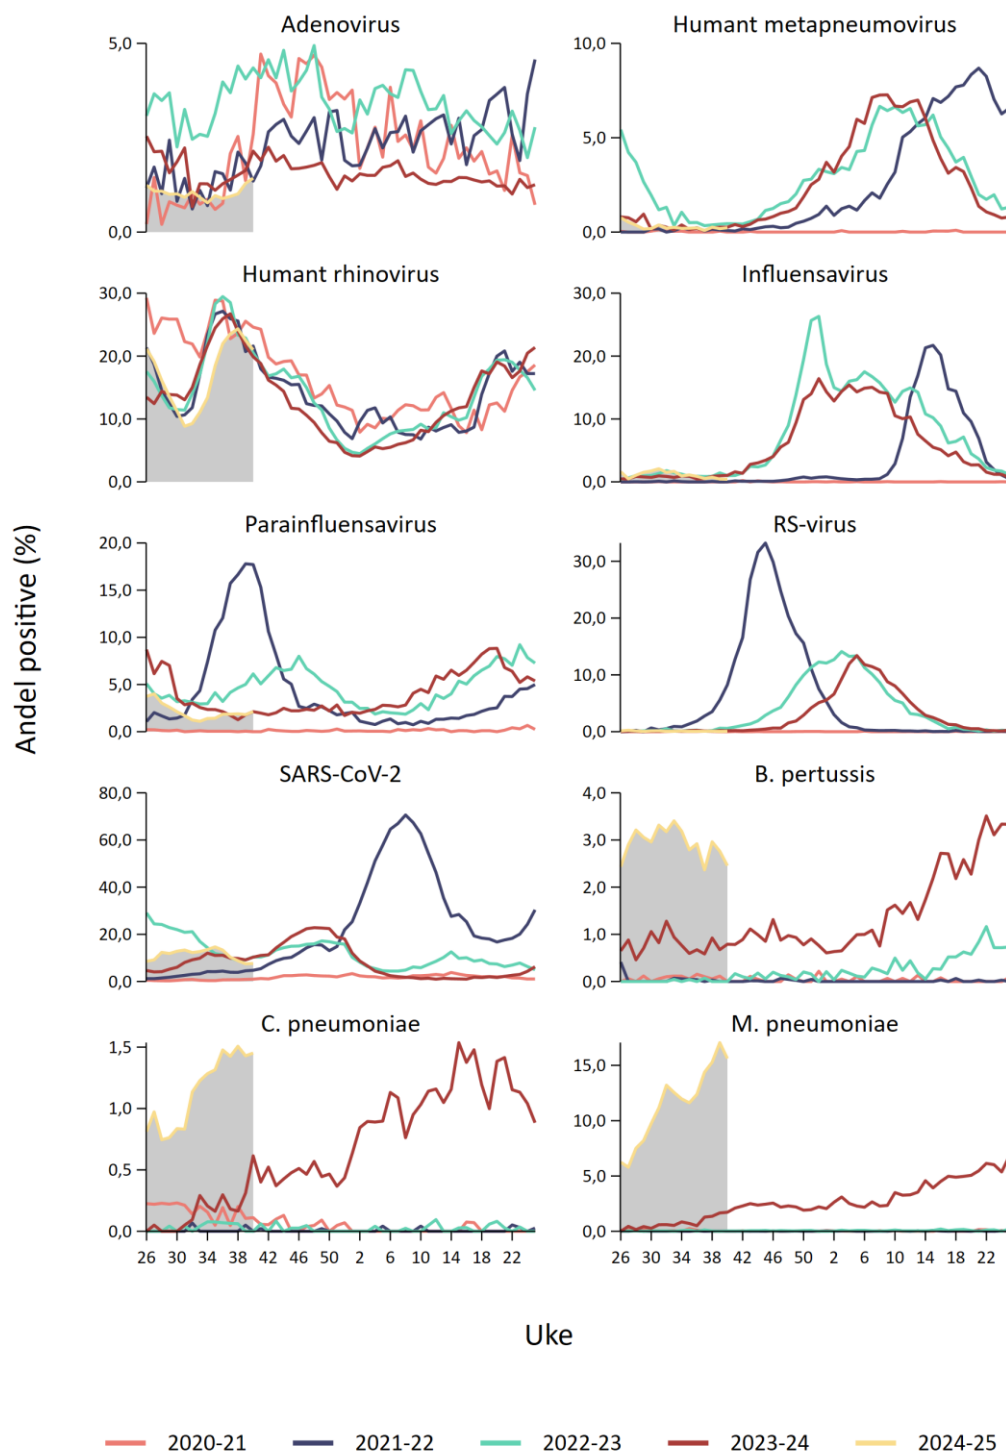 Adenovirus
Humant metapneumovirus
5,0
0,0
10,0
5,0
0,0
Humant rhinovirus
Influensavirus
30,0
20,0
10,0
0,0
30,0
20,0
10,0
0,0
Parainfluensavirus
RS-virus
20,0
15,0
10,0
5,0
0,0
30,0
20,0
10,0
0,0
Andel positive (%)
SARS-CoV-2
B. pertussis
80,0
60,0
40,0
20,0
0,0
4,0
3,0
2,0
1,0
0,0
C. pneumoniae
M. pneumoniae
1,5
1,0
0,5
0,0
15,0
10,0
5,0
0,0
26 30 34 38 42 46 50 2 6 10 14 18 22
26 30 34 38 42 46 50 2 6 10 14 18 22
Uke
2020-21 2021-22 2022-23 2023-24 2024-25